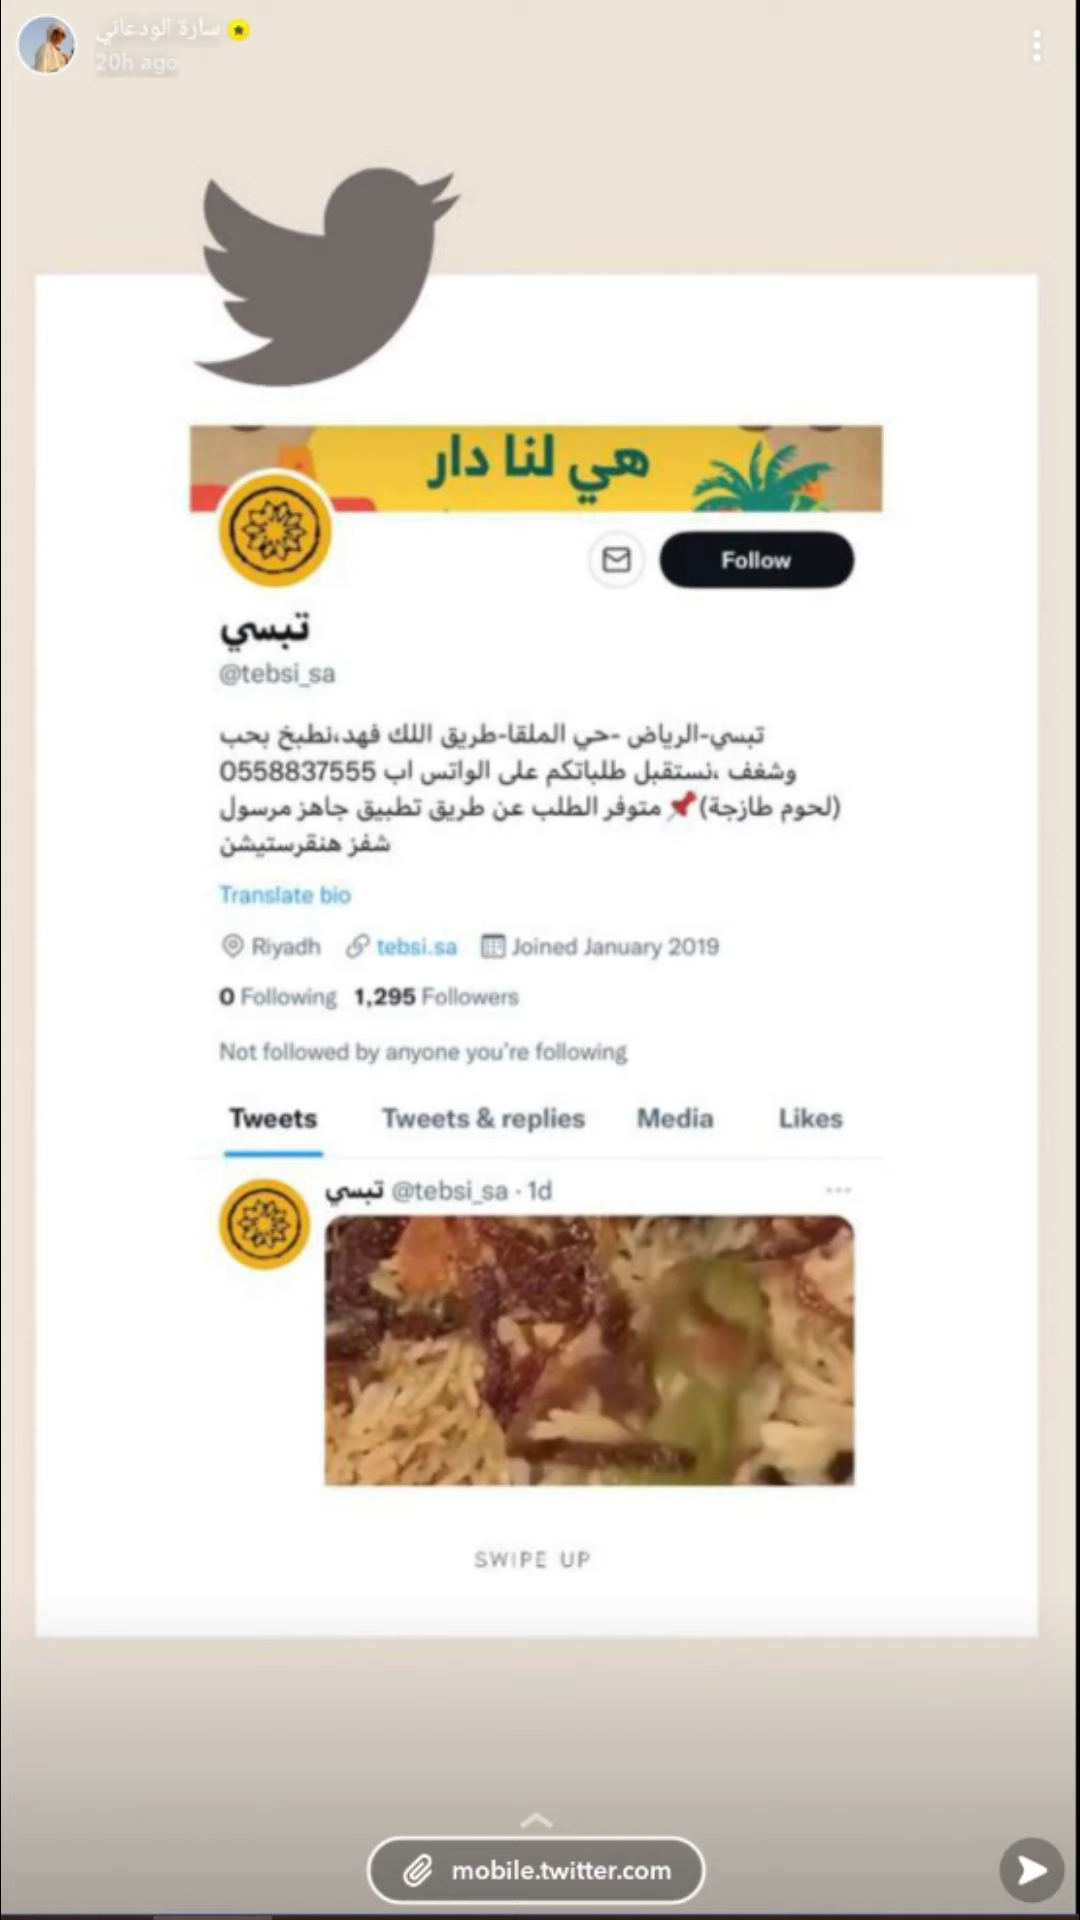 سارة الودعاني
20h ago
هي لنا دار
Follow
تبسي
@tebsi_sa
تبسي-الرياض -حي الملقا-طريق اللك فهد،نطبخ بحب
وشغف ،نستقبل طلباتكم على الواتس اب 0558837555
(لحوم طازجة)📌 متوفر الطلب عن طريق تطبيق جاهز مرسول
شفز هنقرستيشن
Translate bio
Riyadh tebsi.sa Joined January 2019
0 Following 1,295 Followers
Not followed by anyone you're following
Tweets Tweets & replies Media Likes
تبسي @tebsi_sa · 1d
SWIPE UP
mobile.twitter.com